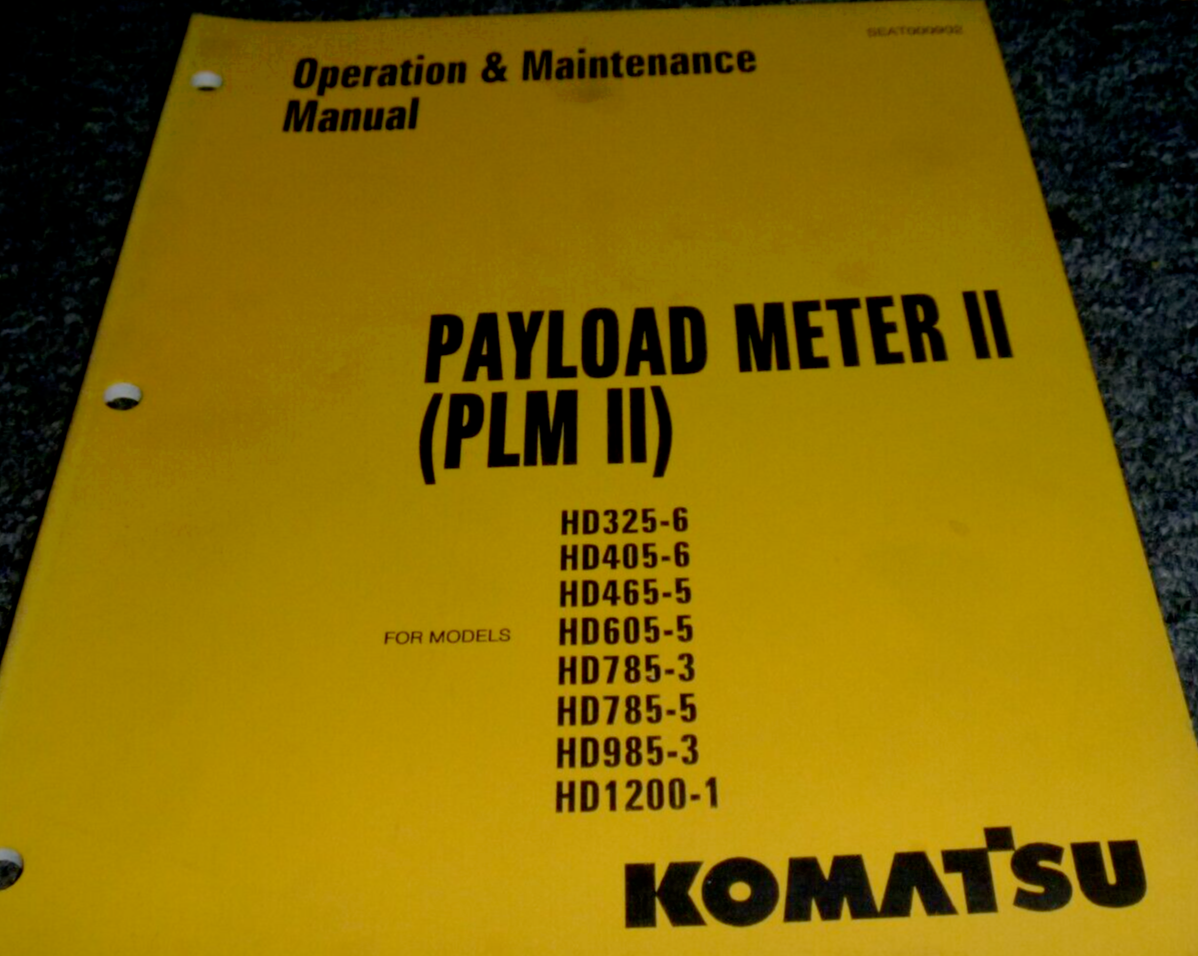 SEAT000902
Operation & Maintenance
Manual
PAYLOAD METER II
(PLM II)
FOR MODELS
HD325-6
HD405-6
HD465-5
HD605-5
HD785-3
HD785-5
HD985-3
HD1200-1
KOMATSU